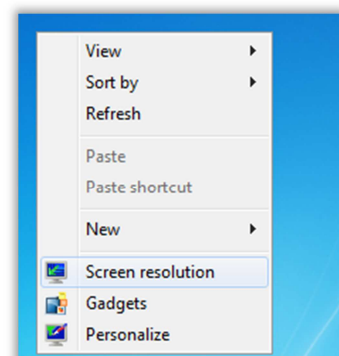 View
Sort by
Refresh
Paste
Paste shortcut
New
Screen resolution
Gadgets
Personalize